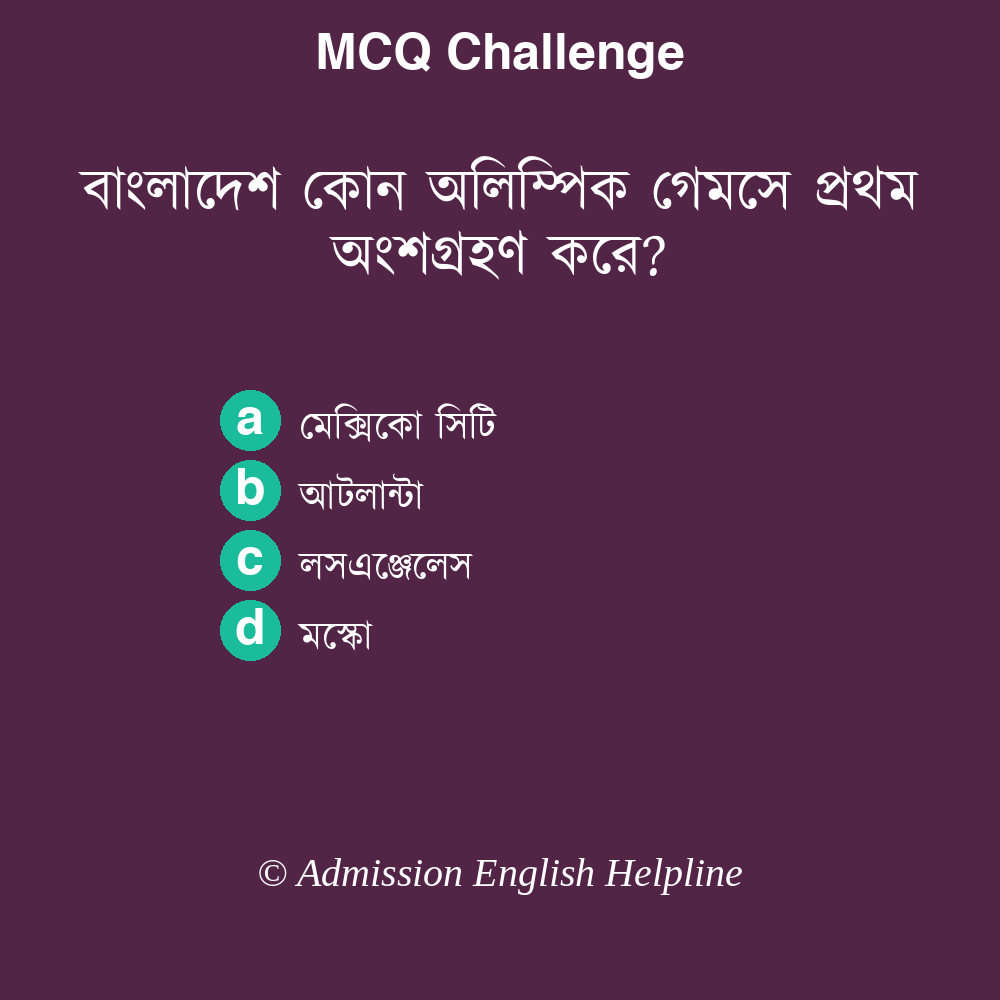 MCQ Challenge
বাংলাদেশ কোন অলিম্পিক গেমসে প্রথম
অংশগ্রহণ করে?
a মেক্সিকো সিটি
b আটলান্টা
c লসএঞ্জেলেস
d মস্কো
© Admission English Helpline